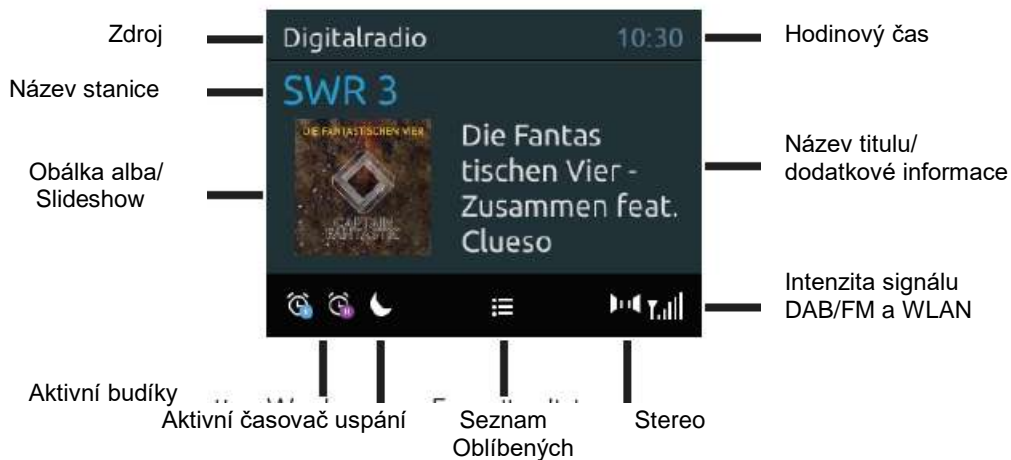 Zdroj
Digitalradio
10:30
Hodinový čas
Název stanice
SWR 3
Obálka alba/
Slideshow
DIE FANTASTISCHEN VIER
CAPTAIN
FANTASTIC
Die Fantas
tischen Vier -
Zusammen feat.
Clueso
Název titulu/
dodatkové informace
Intenzita signálu
DAB/FM a WLAN
Aktivní budíky
Aktivní časovač uspání
Seznam
Oblíbených
Stereo